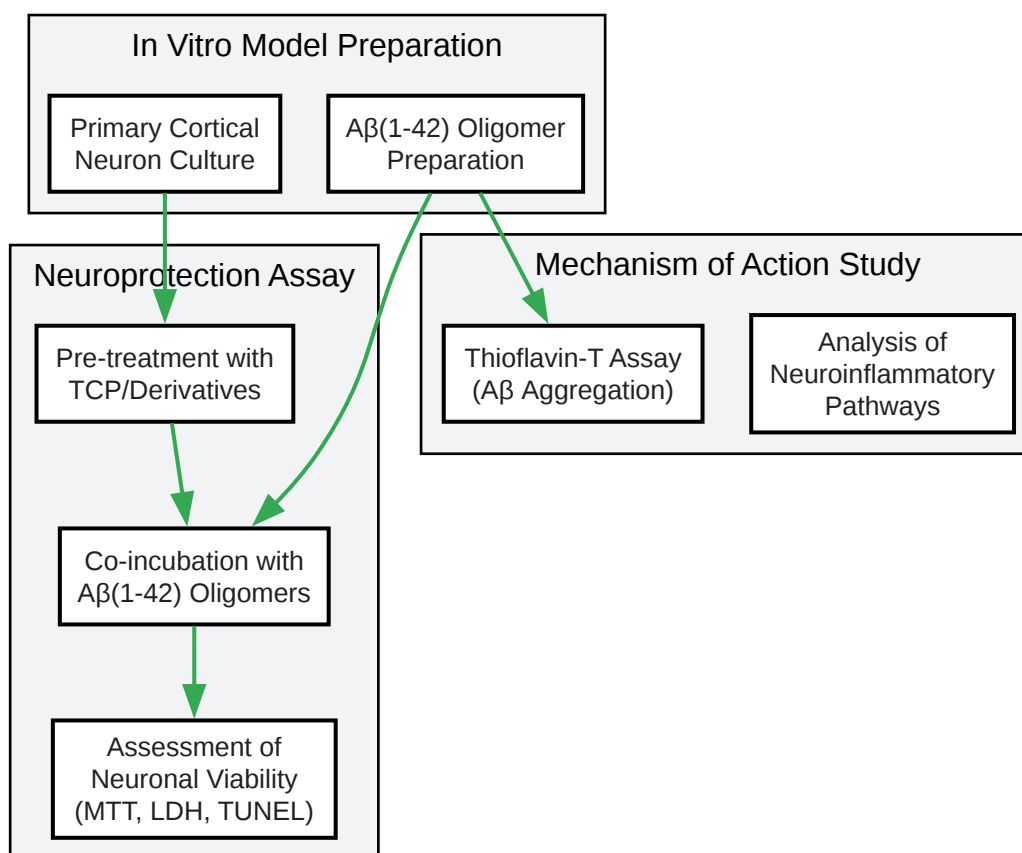 In Vitro Model Preparation
Primary Cortical
Neuron Culture
Aβ(1-42) Oligomer
Preparation
Neuroprotection Assay
Pre-treatment with
TCP/Derivatives
Co-incubation with
Aβ(1-42) Oligomers
Assessment of
Neuronal Viability
(MTT, LDH, TUNEL)
Mechanism of Action Study
Thioflavin-T Assay
(Aβ Aggregation)
Analysis of
Neuroinflammatory
Pathways